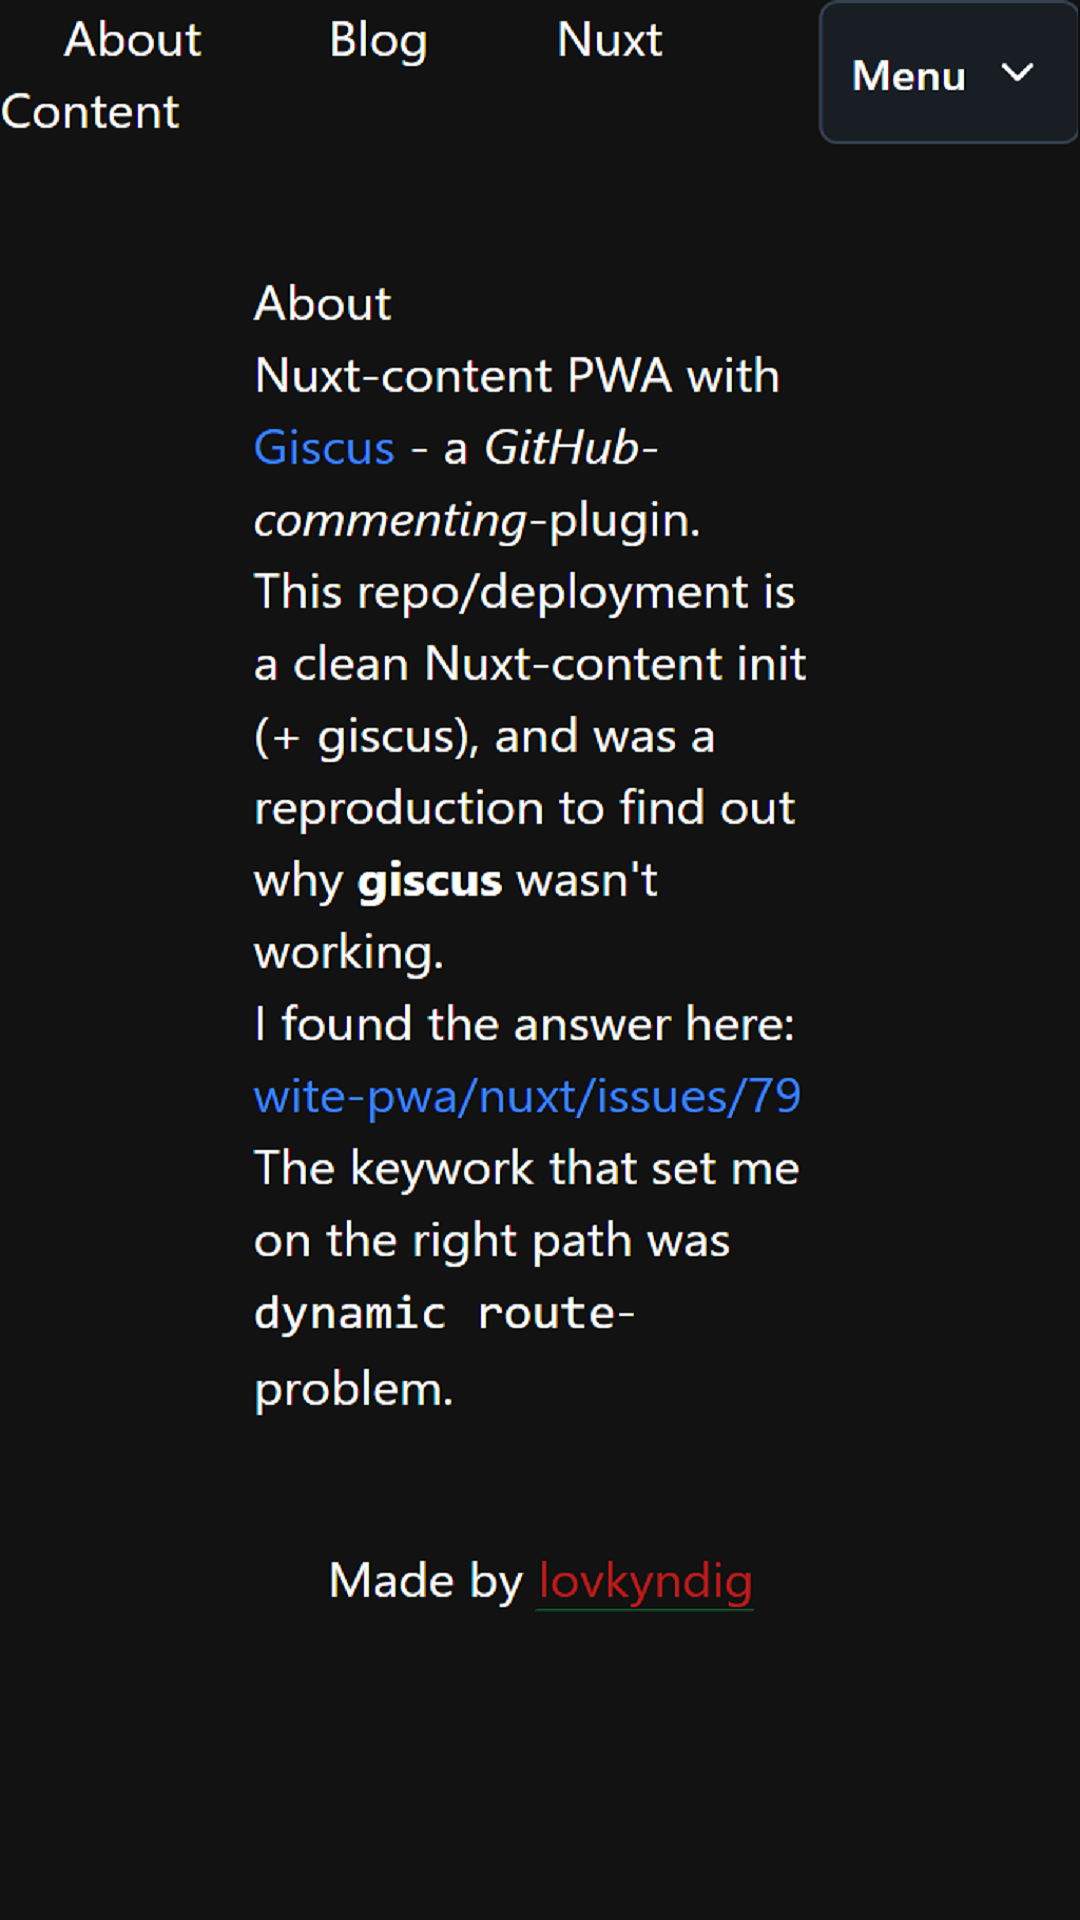 About Blog Nuxt
Content
Menu
About
Nuxt-content PWA with
Giscus - a GitHub-
commenting-plugin.
This repo/deployment is
a clean Nuxt-content init
(+ giscus), and was a
reproduction to find out
why giscus wasn't
working.
I found the answer here:
wite-pwa/nuxt/issues/79
The keywork that set me
on the right path was
dynamic route-
problem.
Made by lovkyndig